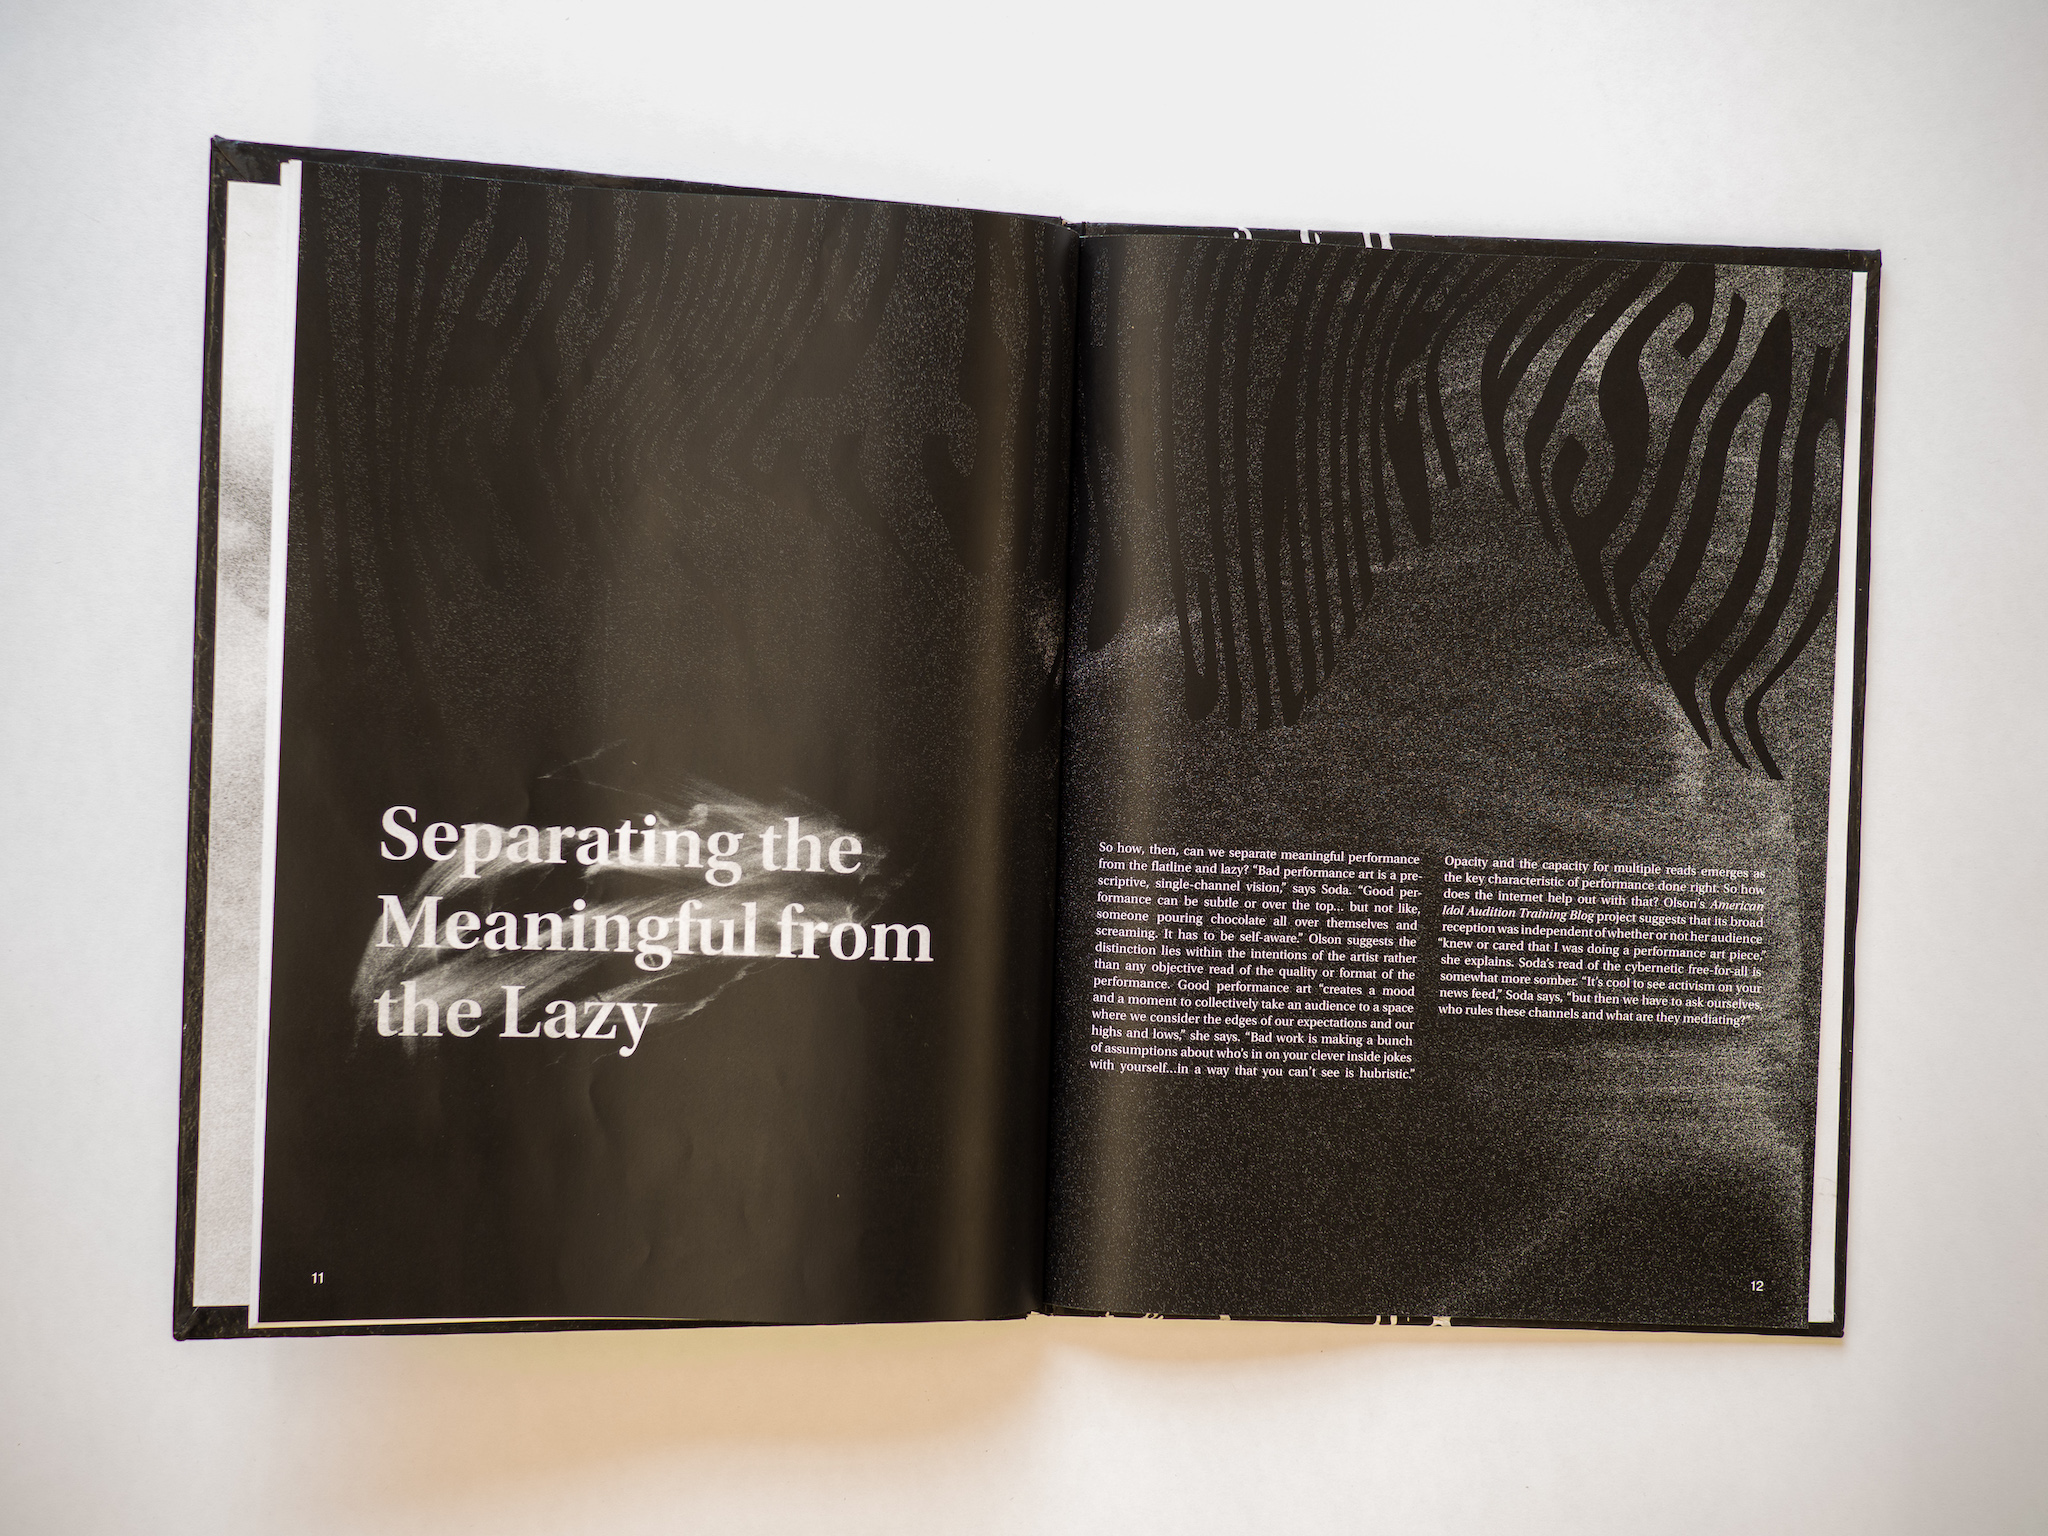 Separating the
Meaningful from
the Lazy
11
So how, then, can we separate meaningful performance
from the flatline and lazy? “Bad performance art is a pre-
scriptive, single-channel vision,” says Soda. “Good per-
formance can be subtle or over the top... but not like,
someone pouring chocolate all over themselves and
screaming. It has to be self-aware.” Olson suggests the
distinction lies within the intentions of the artist rather
than any objective read of the quality or format of the
performance. Good performance art “creates a mood
and a moment to collectively take an audience to a space
where we consider the edges of our expectations and our
highs and lows,” she says. “Bad work is making a bunch
of assumptions about who’s in on your clever inside jokes
with yourself...in a way that you can’t see is hubristic.”
Opacity and the capacity for multiple reads emerges as
the key characteristic of performance done right. So how
does the internet help out with that? Olson’s American
Idol Audition Training Blog project suggests that its broad
reception was independent of whether or not her audience
“knew or cared that I was doing a performance art piece,”
she explains. Soda’s read of the cybernetic free-for-all is
somewhat more somber. “It’s cool to see activism on your
news feed,” Soda says, “but then we have to ask ourselves,
who rules these channels and what are they mediating?”
12